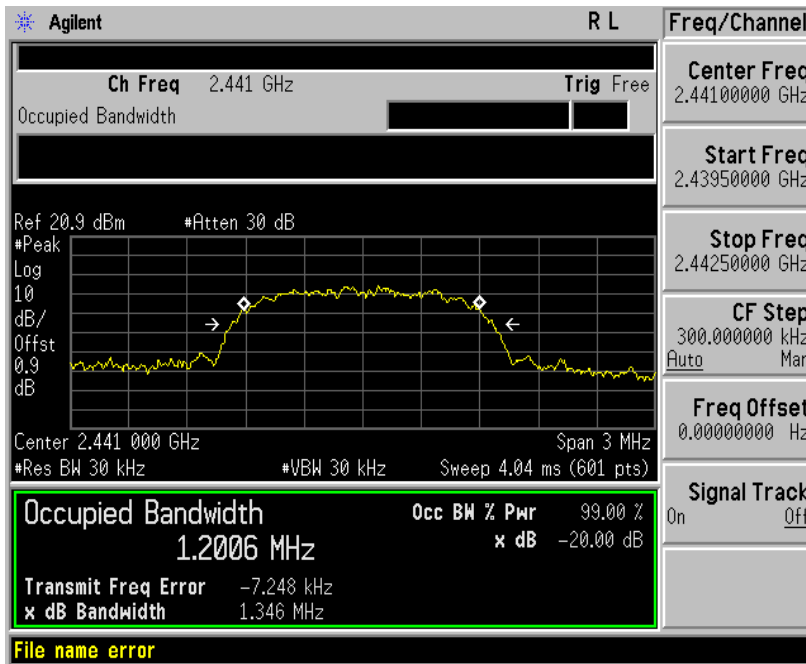 Agilent R L Freq/Channel
Ch Freq 2.441 GHz Trig Free
Occupied Bandwidth
Center Freq
2.44100000 GHz
Start Freq
2.43950000 GHz
Stop Freq
2.44250000 GHz
CF Step
300.000000 kHz
Auto Man
Freq Offset
0.00000000 Hz
Signal Track
On Off
Ref 20.9 dBm #Atten 30 dB
#Peak
Log
10
dB/
Offst
0.9
dB
Center 2.441 000 GHz Span 3 MHz
#Res BW 30 kHz #VBW 30 kHz Sweep 4.04 ms (601 pts)
Occupied Bandwidth Occ BW % Pwr 99.00 %
1.2006 MHz x dB -20.00 dB
Transmit Freq Error -7.248 kHz
x dB Bandwidth 1.346 MHz
File name error